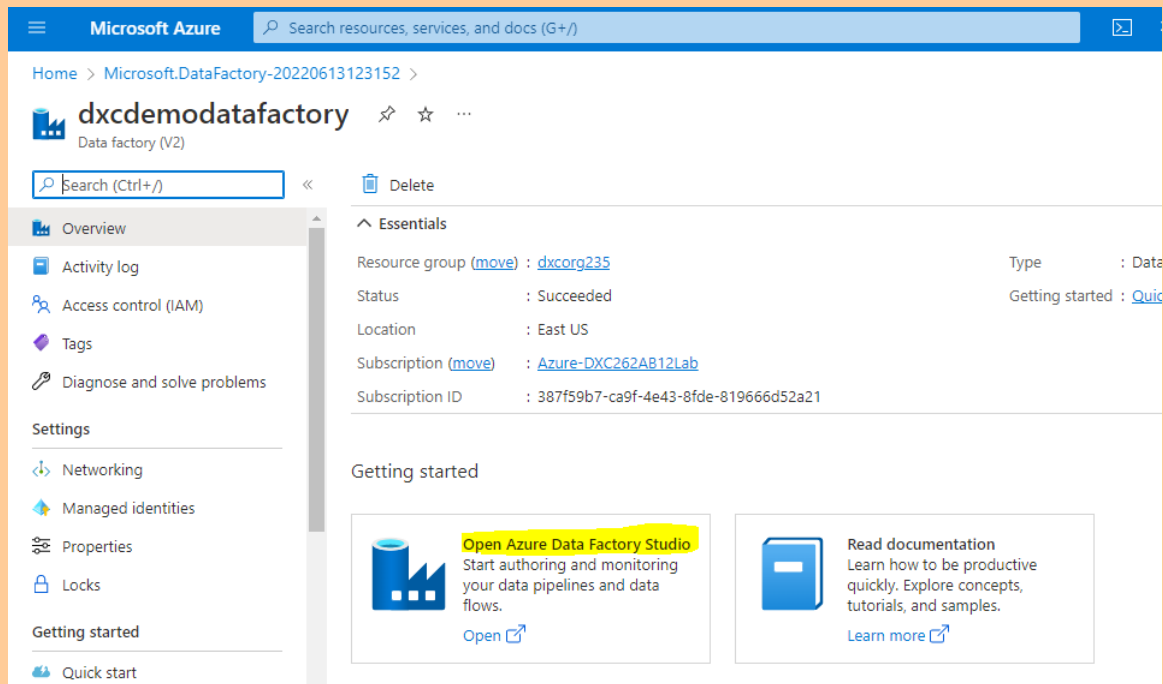 Microsoft Azure
Search resources, services, and docs (G+/)
Home > Microsoft.DataFactory-20220613123152 >
dxcdemodatafactory
Data factory (V2)
Search (Ctrl+/)
Overview
Activity log
Access control (IAM)
Tags
Diagnose and solve problems
Settings
Networking
Managed identities
Properties
Locks
Getting started
Quick start
Delete
Essentials
Resource group (move) : dxcorg235
Status : Succeeded
Location : East US
Subscription (move) : Azure-DXC262AB12Lab
Subscription ID : 387f59b7-ca9f-4e43-8fde-819666d52a21
Type : Data
Getting started : Quic
Getting started
Open Azure Data Factory Studio
Start authoring and monitoring
your data pipelines and data
flows.
Open
Read documentation
Learn how to be productive
quickly. Explore concepts,
tutorials, and samples.
Learn more